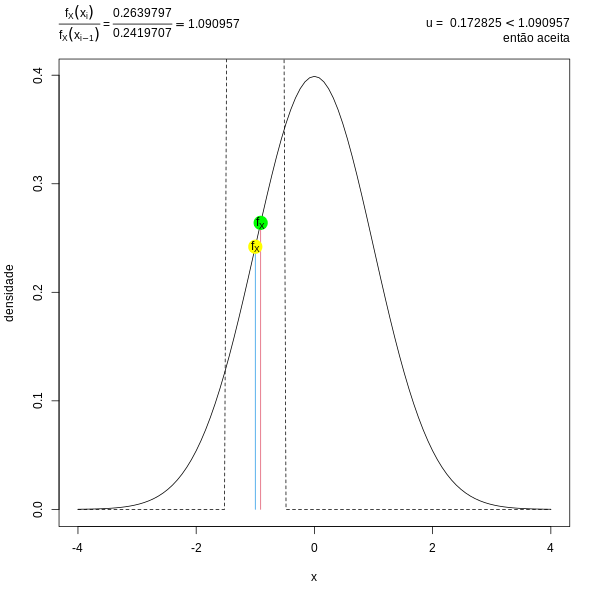 fX(xi) / fX(xi−1) = 0.2639797 / 0.2419707 = 1.090957
u = 0.172825 < 1.090957
então aceita
densidade
0.4
0.3
0.2
0.1
0.0
fX
fX
-4 -2 0 2 4
x